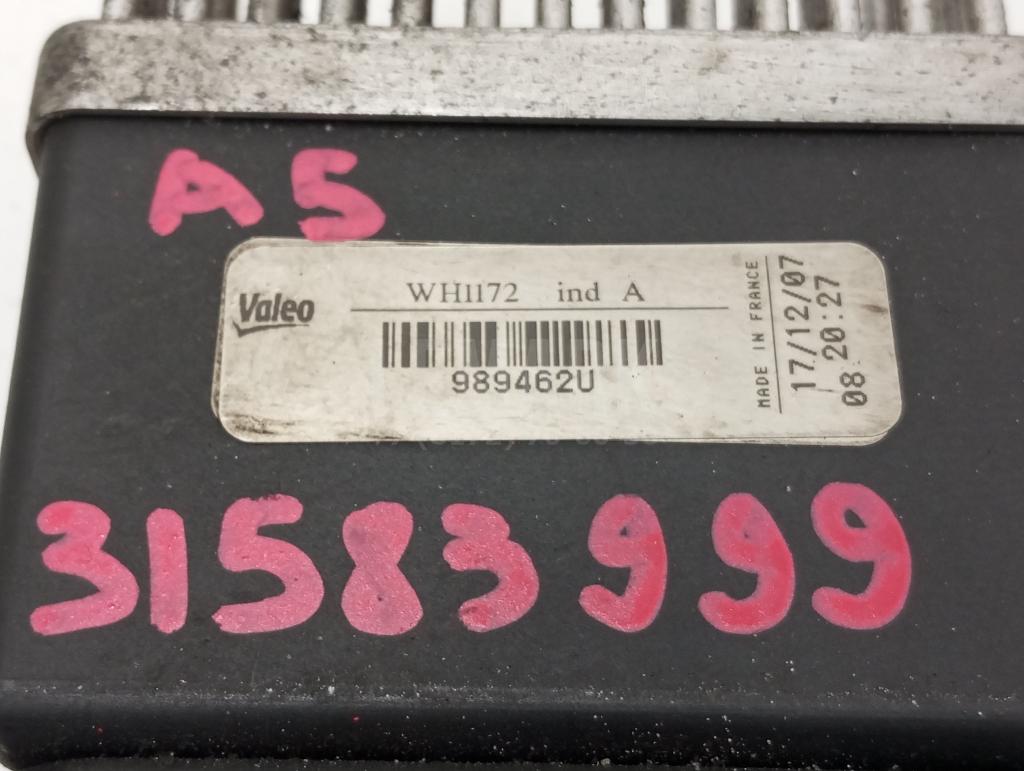 A5
Valeo
WH1172 ind A
989462U
MADE IN FRANCE
17/12/07
08 20:27
31583999